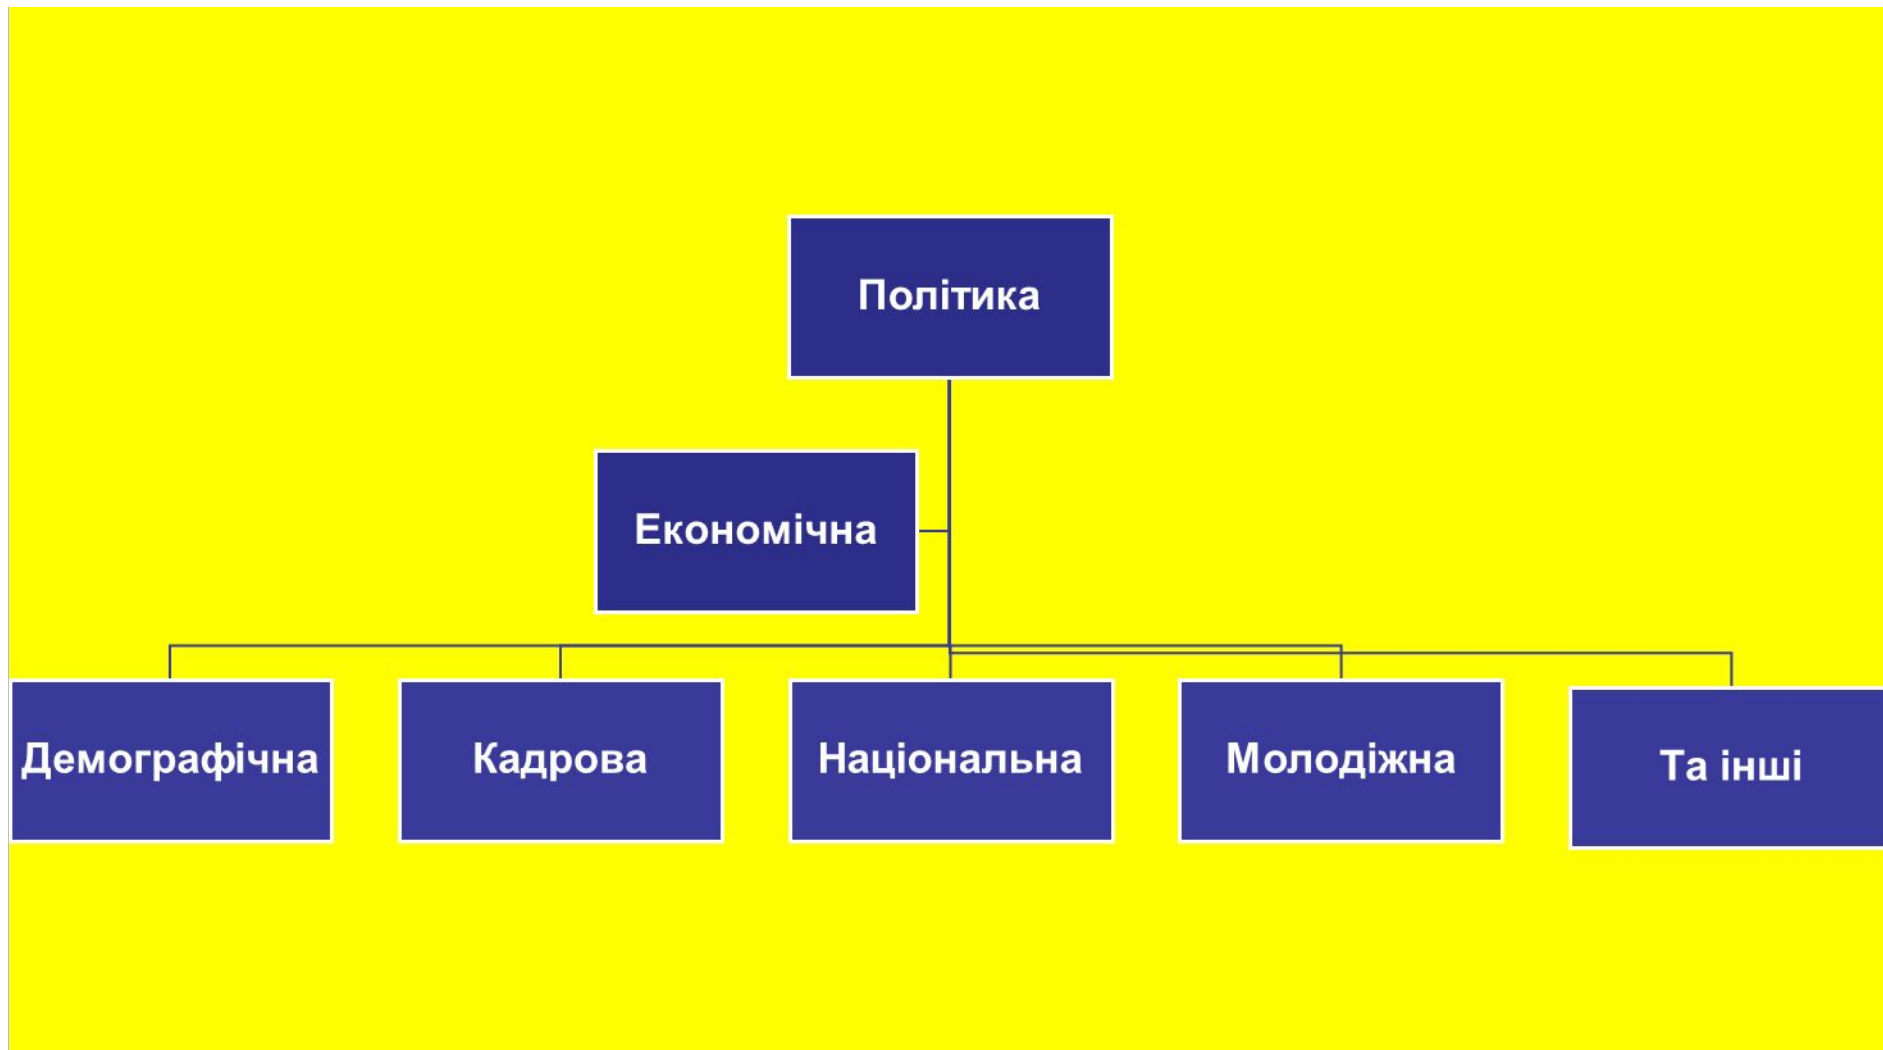 Політика
Економічна
Демографічна
Кадрова
Національна
Молодіжна
Та інші